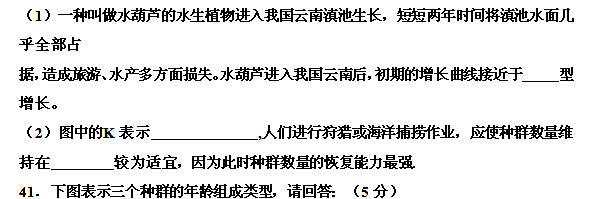 （1）一种叫做水葫芦的水生植物进入我国云南滇池生长，短短两年时间将滇池水面几
乎全部占
据，造成旅游、水产多方面损失。水葫芦进入我国云南后，初期的增长曲线接近于_____型
增长。
（2）图中的K 表示______________,人们进行狩猎或海洋捕捞作业，应使种群数量维
持在________较为适宜，因为此时种群数量的恢复能力最强.
41．下图表示三个种群的年龄组成类型，请回答:（5 分）